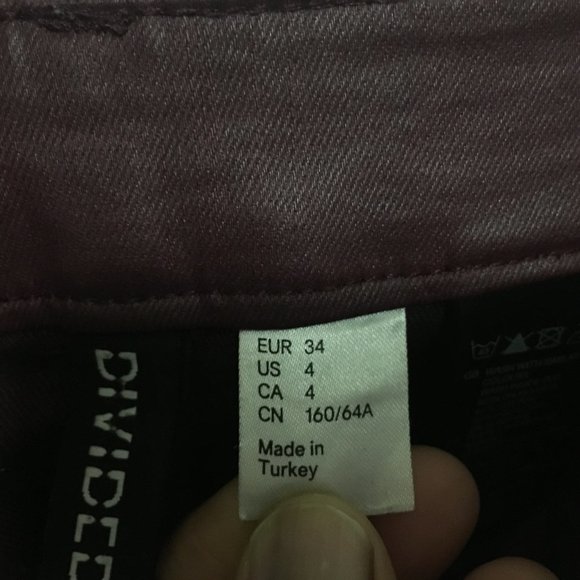 EUR 34
US 4
CA 4
CN 160/64A
Made in
Turkey
DIVIDED